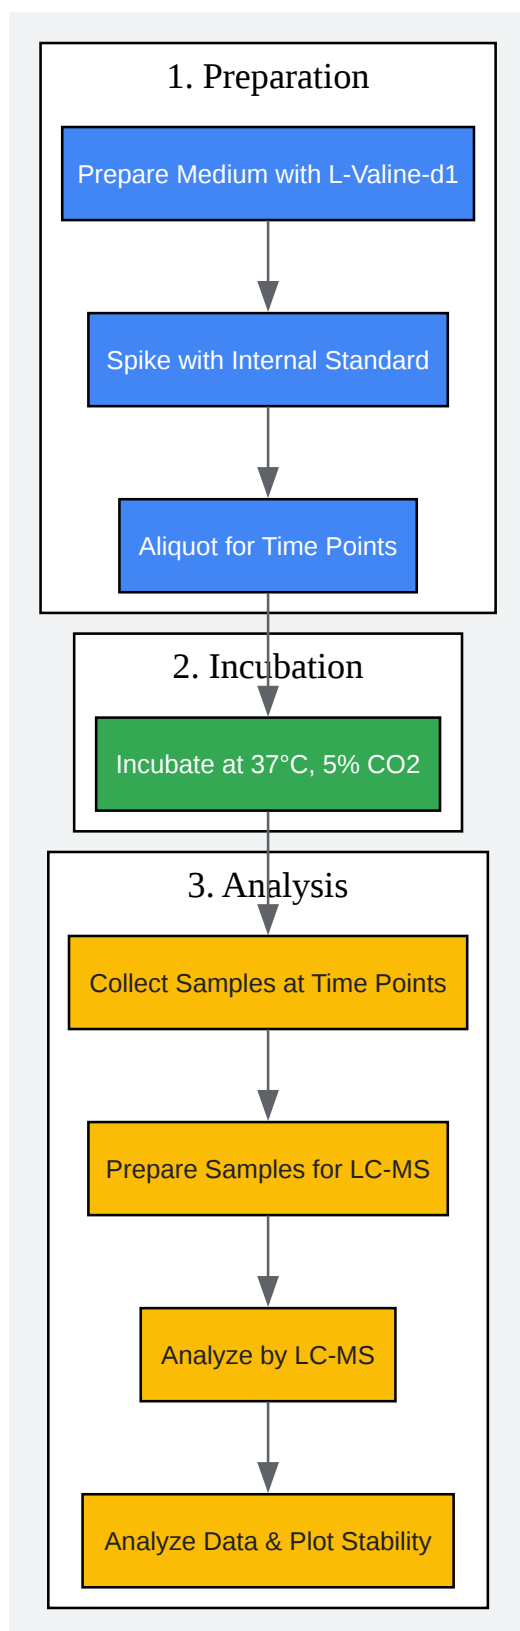 1. Preparation
Prepare Medium with L-Valine-d1
Spike with Internal Standard
Aliquot for Time Points
2. Incubation
Incubate at 37°C, 5% CO2
3. Analysis
Collect Samples at Time Points
Prepare Samples for LC-MS
Analyze by LC-MS
Analyze Data & Plot Stability